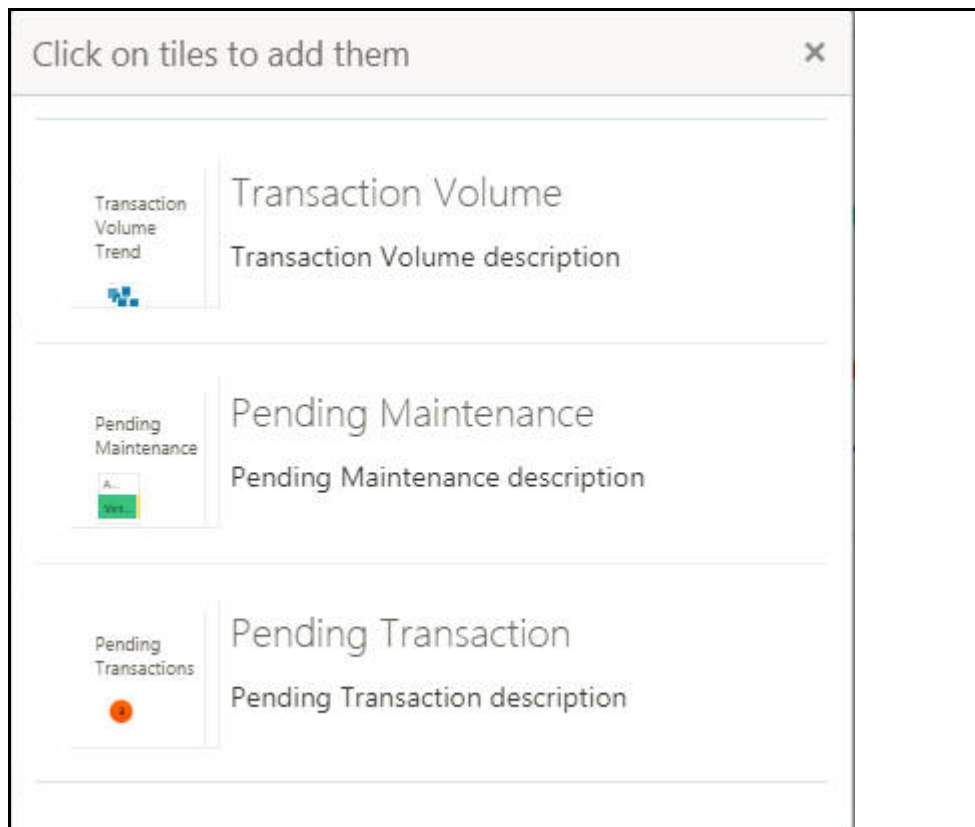 Click on tiles to add them ×
Transaction
Volume
Trend
Transaction Volume
Transaction Volume description
Pending
Maintenance
A...
Pending Maintenance
Pending Maintenance description
Pending
Transactions
Pending Transaction
Pending Transaction description